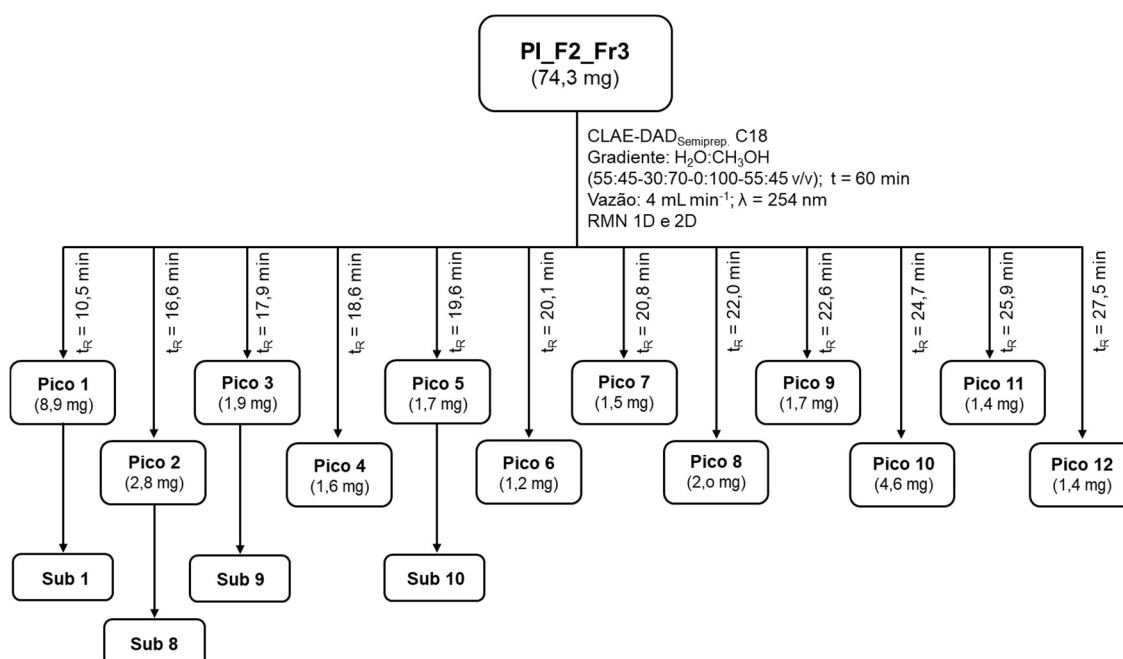 PI_F2_Fr3
(74,3 mg)
CLAE-DAD Semiprep. C18
Gradiente: H₂O:CH₃OH
(55:45-30:70-0:100-55:45 v/v); t = 60 min
Vazão: 4 mL min⁻¹; λ = 254 nm
RMN 1D e 2D
tR = 10,5 min
tR = 16,6 min
tR = 17,9 min
tR = 18,6 min
tR = 19,6 min
tR = 20,1 min
tR = 20,8 min
tR = 22,0 min
tR = 22,6 min
tR = 24,7 min
tR = 25,9 min
tR = 27,5 min
Pico 1
(8,9 mg)
Pico 3
(1,9 mg)
Pico 5
(1,7 mg)
Pico 7
(1,5 mg)
Pico 9
(1,7 mg)
Pico 11
(1,4 mg)
Pico 2
(2,8 mg)
Pico 4
(1,6 mg)
Pico 6
(1,2 mg)
Pico 8
(2,o mg)
Pico 10
(4,6 mg)
Pico 12
(1,4 mg)
Sub 1
Sub 9
Sub 10
Sub 8